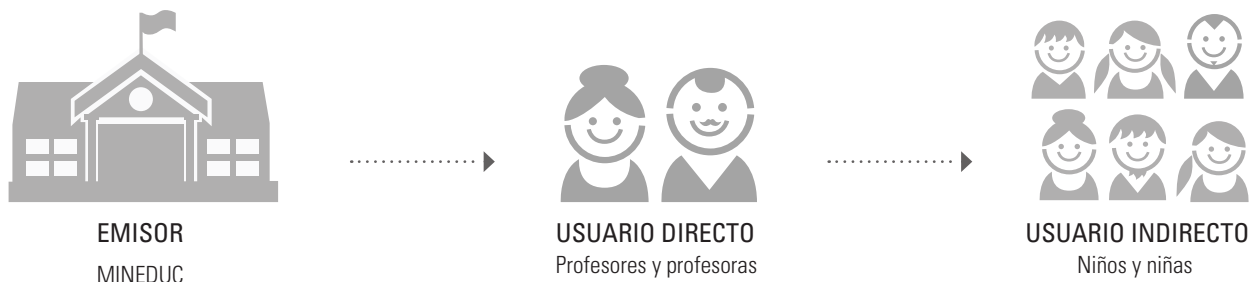 EMISOR
MINEDUC
USUARIO DIRECTO
Profesores y profesoras
USUARIO INDIRECTO
Niños y niñas